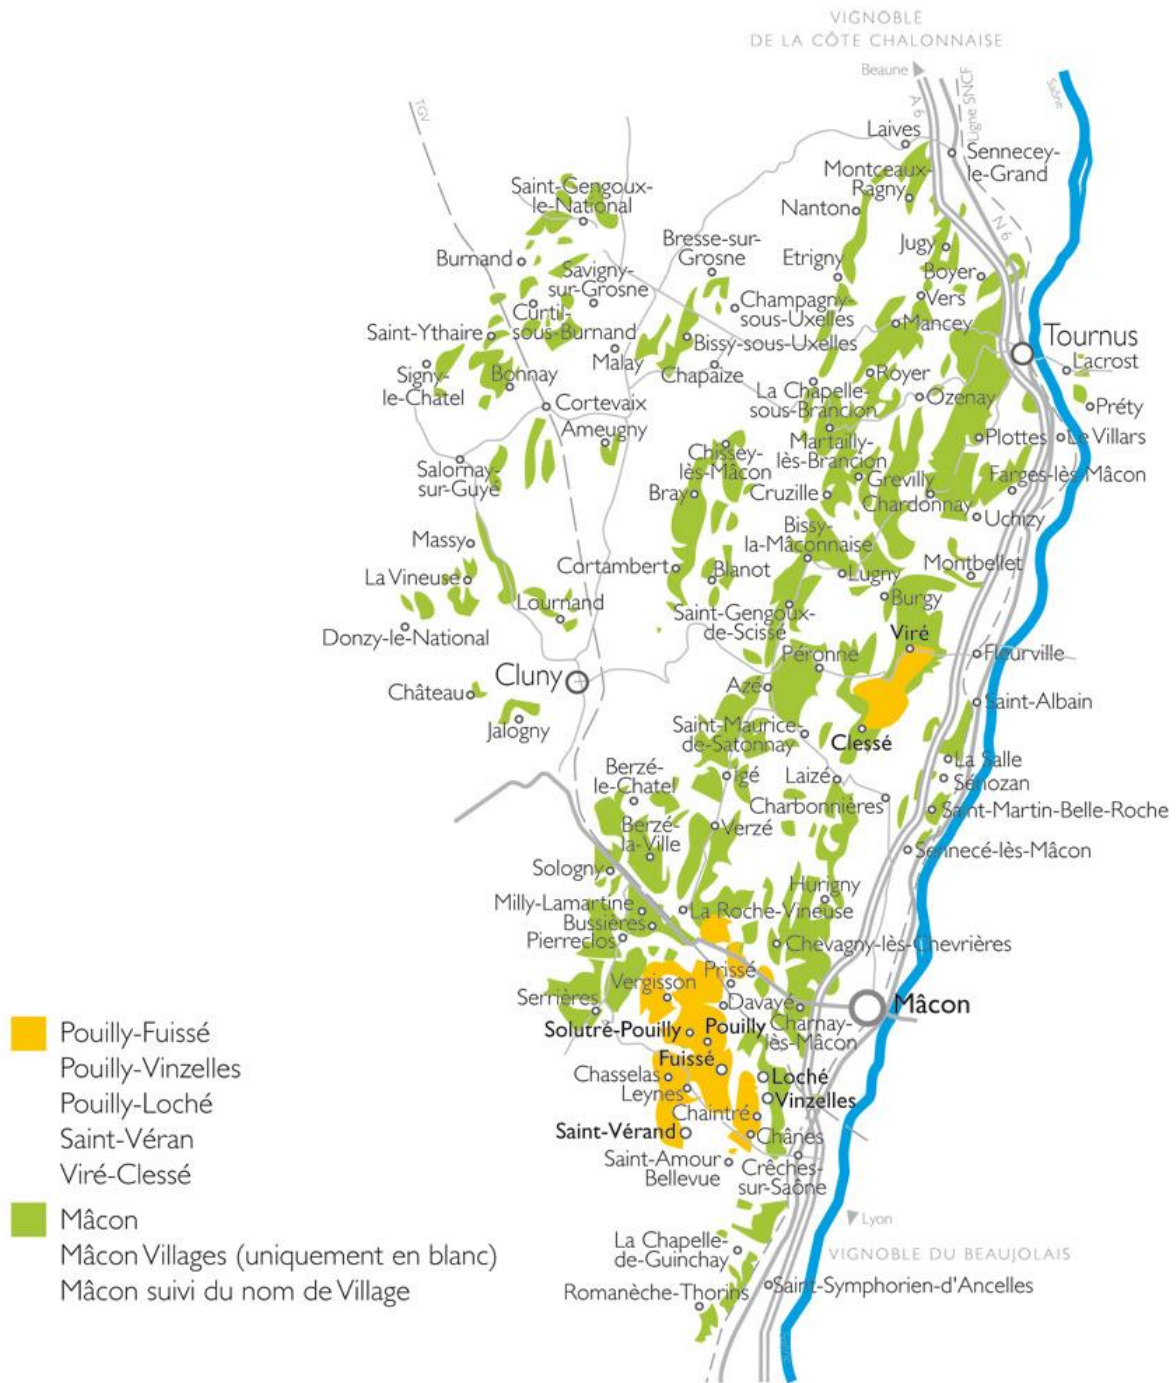 VIGNOBLE
DE LA CÔTE CHALONNAISE
Beaune
A 6
Ligne SNCF
Saône
TGV
Laives
Sennecey-
le-Grand
Montceaux-
Ragny
Saint-Gengoux-
le-National
Nanton
N 6
Bresse-sur-
Grosne
Jugy
Burnand
Etrigny
Boyer
Savigny-
sur-Grosne
Vers
Champagny-
sous-Uxelles
Curtil-
sous-Burnand
Mancey
Saint-Ythaire
Tournus
Bissy-sous-Uxelles
Malay
Lacrost
Signy-
le-Chatel
Bonnay
Chapaize
Royer
La Chapelle-
sous-Brancion
Ozenay
Cortevaix
Préty
Ameugny
Martailly-
lès-Brancion
Plottes
Le Villars
Chissey-
lès-Mâcon
Salornay-
sur-Guye
Grevilly
Farges-lès-Mâcon
Bray
Cruzille
Chardonnay
Uchizy
Bissy-
la-Mâconnaise
Massy
Montbellet
Cortambert
Blanot
Lugny
La Vineuse
Burgy
Lournand
Saint-Gengoux-
de-Scissé
Donzy-le-National
Viré
Péronne
Fleurville
Cluny
Azé
Château
Saint-Albain
Jalogny
Saint-Maurice-
de-Satonnay
Clessé
La Salle
Berzé-
le-Chatel
Igé
Laizé
Sénozan
Charbonnières
Saint-Martin-Belle-Roche
Berzé-
la-Ville
Verzé
Sennecé-lès-Mâcon
Sologny
Hurigny
Milly-Lamartine
La Roche-Vineuse
Bussières
Pierreclos
Chevagny-lès-Chevrières
Prissé
Vergisson
Serrières
Davayé
Mâcon
Charnay-
lès-Mâcon
Solutré-Pouilly
Pouilly
Fuissé
Chasselas
Loché
Leynes
Vinzelles
Chaintré
Saint-Vérand
Chânes
Saint-Amour
Bellevue
Crêches-
sur-Saône
Lyon
La Chapelle-
de-Guinchay
VIGNOBLE DU BEAUJOLAIS
Romanèche-Thorins
Saint-Symphorien-d'Ancelles
Saône
Pouilly-Fuissé
Pouilly-Vinzelles
Pouilly-Loché
Saint-Véran
Viré-Clessé
Mâcon
Mâcon Villages (uniquement en blanc)
Mâcon suivi du nom de Village